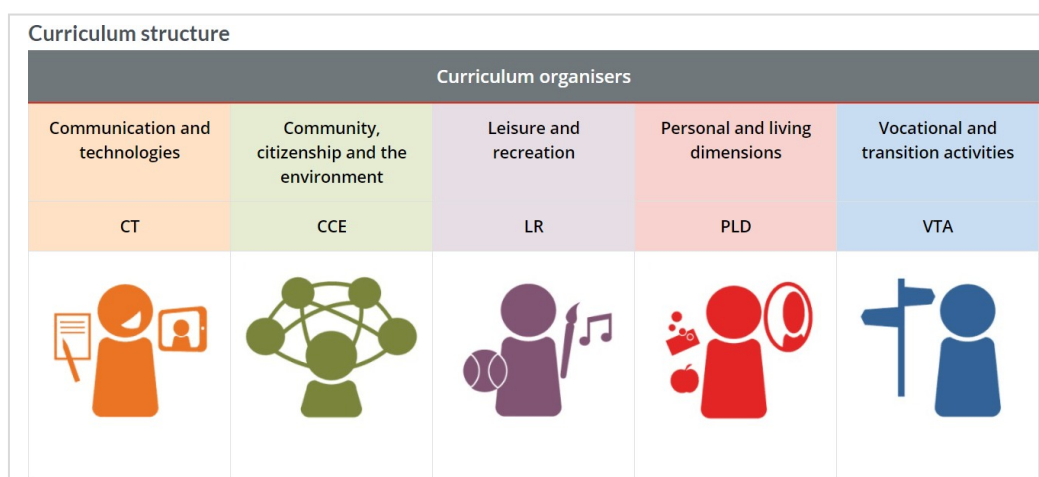 Curriculum structure
Curriculum organisers
Communication and
technologies
Community,
citizenship and the
environment
Leisure and
recreation
Personal and living
dimensions
Vocational and
transition activities
CT
CCE
LR
PLD
VTA